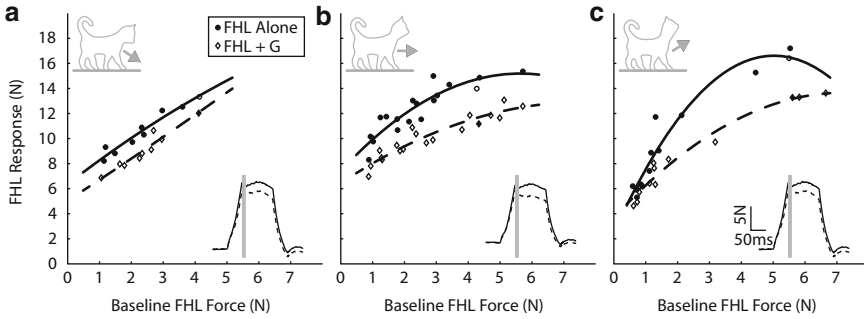 a
b
c
FHL Alone
FHL + G
FHL Response (N)
18
16
14
12
10
8
6
4
2
0
0 1 2 3 4 5 6 7
Baseline FHL Force (N)
0 1 2 3 4 5 6 7
Baseline FHL Force (N)
5N
50ms
0 1 2 3 4 5 6 7
Baseline FHL Force (N)